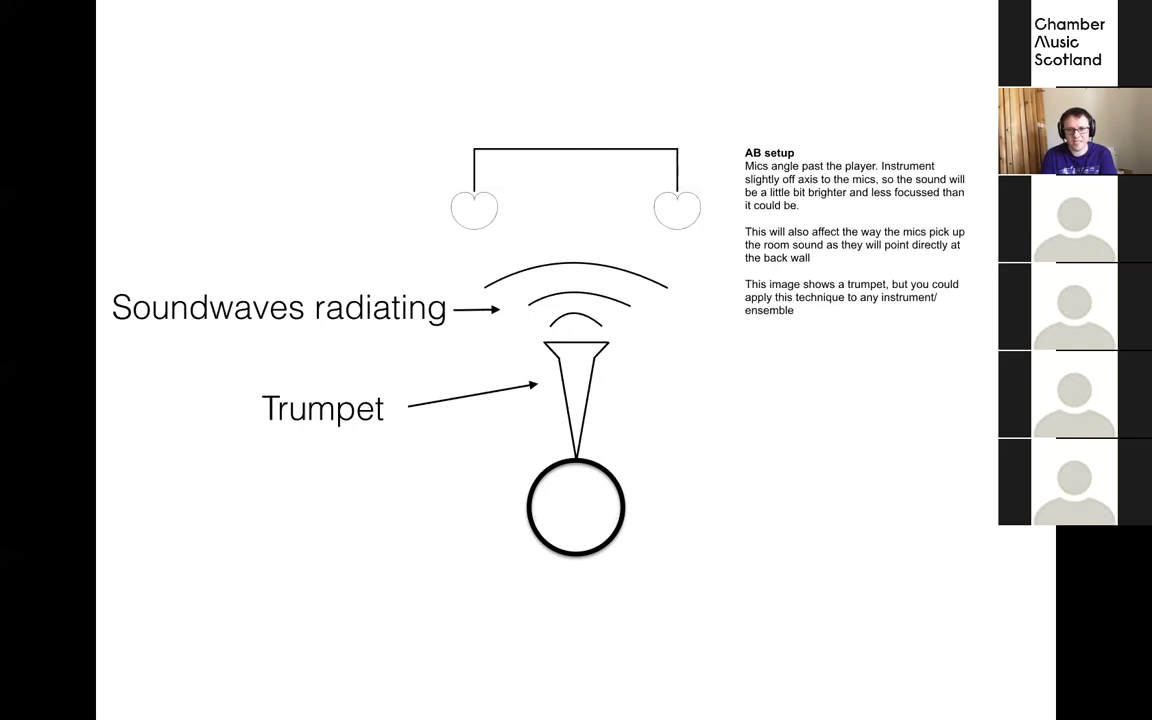 Chamber
Music
Scotland
AB setup
Mics angle past the player. Instrument
slightly off axis to the mics, so the sound will
be a little bit brighter and less focussed than
it could be.
This will also affect the way the mics pick up
the room sound as they will point directly at
the back wall
This image shows a trumpet, but you could
apply this technique to any instrument/
ensemble
Soundwaves radiating
Trumpet